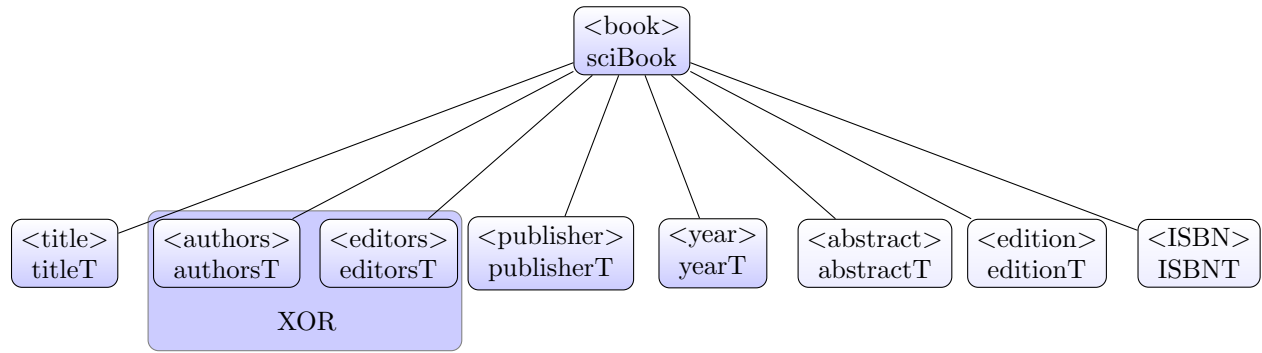 <book>
sciBook
<title>
titleT
<authors>
authorsT
<editors>
editorsT
<publisher>
publisherT
<year>
yearT
<abstract>
abstractT
<edition>
editionT
<ISBN>
ISBNT
XOR